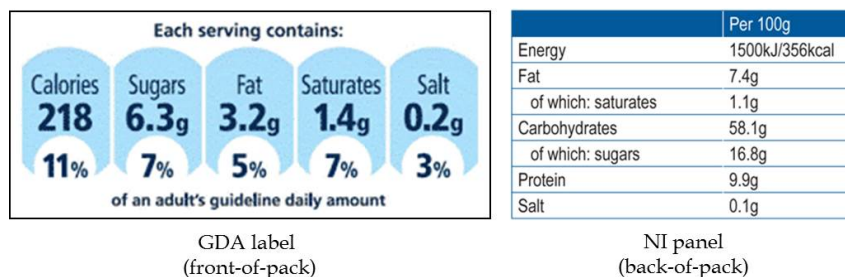 Each serving contains:
Calories Sugars Fat Saturates Salt
218 6.3g 3.2g 1.4g 0.2g
11% 7% 5% 7% 3%
of an adult's guideline daily amount
GDA label
(front-of-pack)
Per 100g
Energy 1500kJ/356kcal
Fat 7.4g
of which: saturates 1.1g
Carbohydrates 58.1g
of which: sugars 16.8g
Protein 9.9g
Salt 0.1g
NI panel
(back-of-pack)